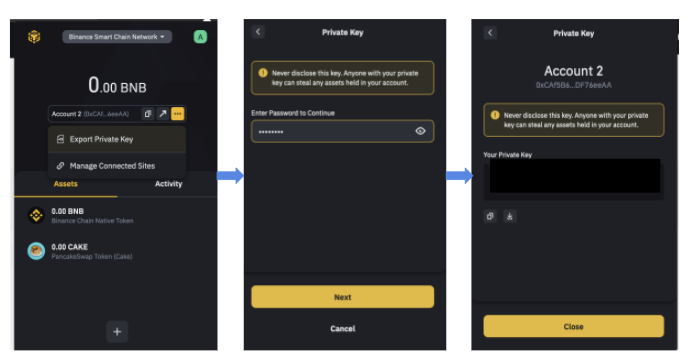 Binance Smart Chain Network
A
0.00 BNB
Account 2 (0xCAf...6eeAA)
Export Private Key
Manage Connected Sites
Assets
Activity
0.00 BNB
Binance Chain Native Token
0.00 CAKE
PancakeSwap Token (Cake)
Private Key
Never disclose this key. Anyone with your private
key can steal any assets held in your account.
Enter Password to Continue
Next
Cancel
Private Key
Account 2
0xCAf5B6...DF76eeAA
Never disclose this key. Anyone with your private
key can steal any assets held in your account.
Your Private Key
Close